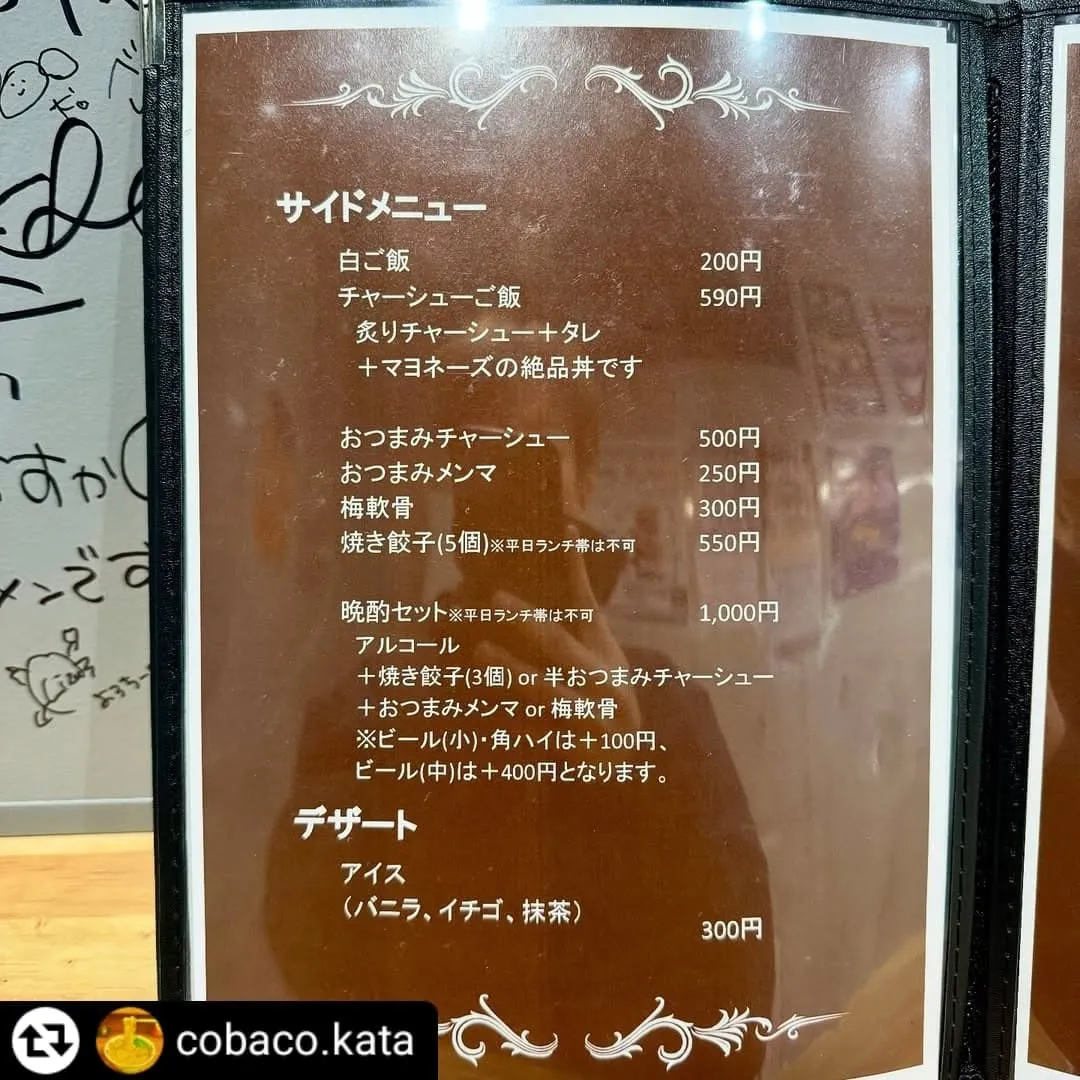 サイドメニュー
白ご飯 200円
チャーシューご飯 590円
炙りチャーシュー＋タレ
＋マヨネーズの絶品丼です
おつまみチャーシュー 500円
おつまみメンマ 250円
梅軟骨 300円
焼き餃子(5個)※平日ランチ帯は不可 550円
晩酌セット※平日ランチ帯は不可 1,000円
アルコール
＋焼き餃子(3個) or 半おつまみチャーシュー
＋おつまみメンマ or 梅軟骨
※ビール(小)・角ハイは＋100円、
ビール(中)は＋400円となります。
デザート
アイス
（バニラ、イチゴ、抹茶）
300円
すか
メンです
cobaco.kata